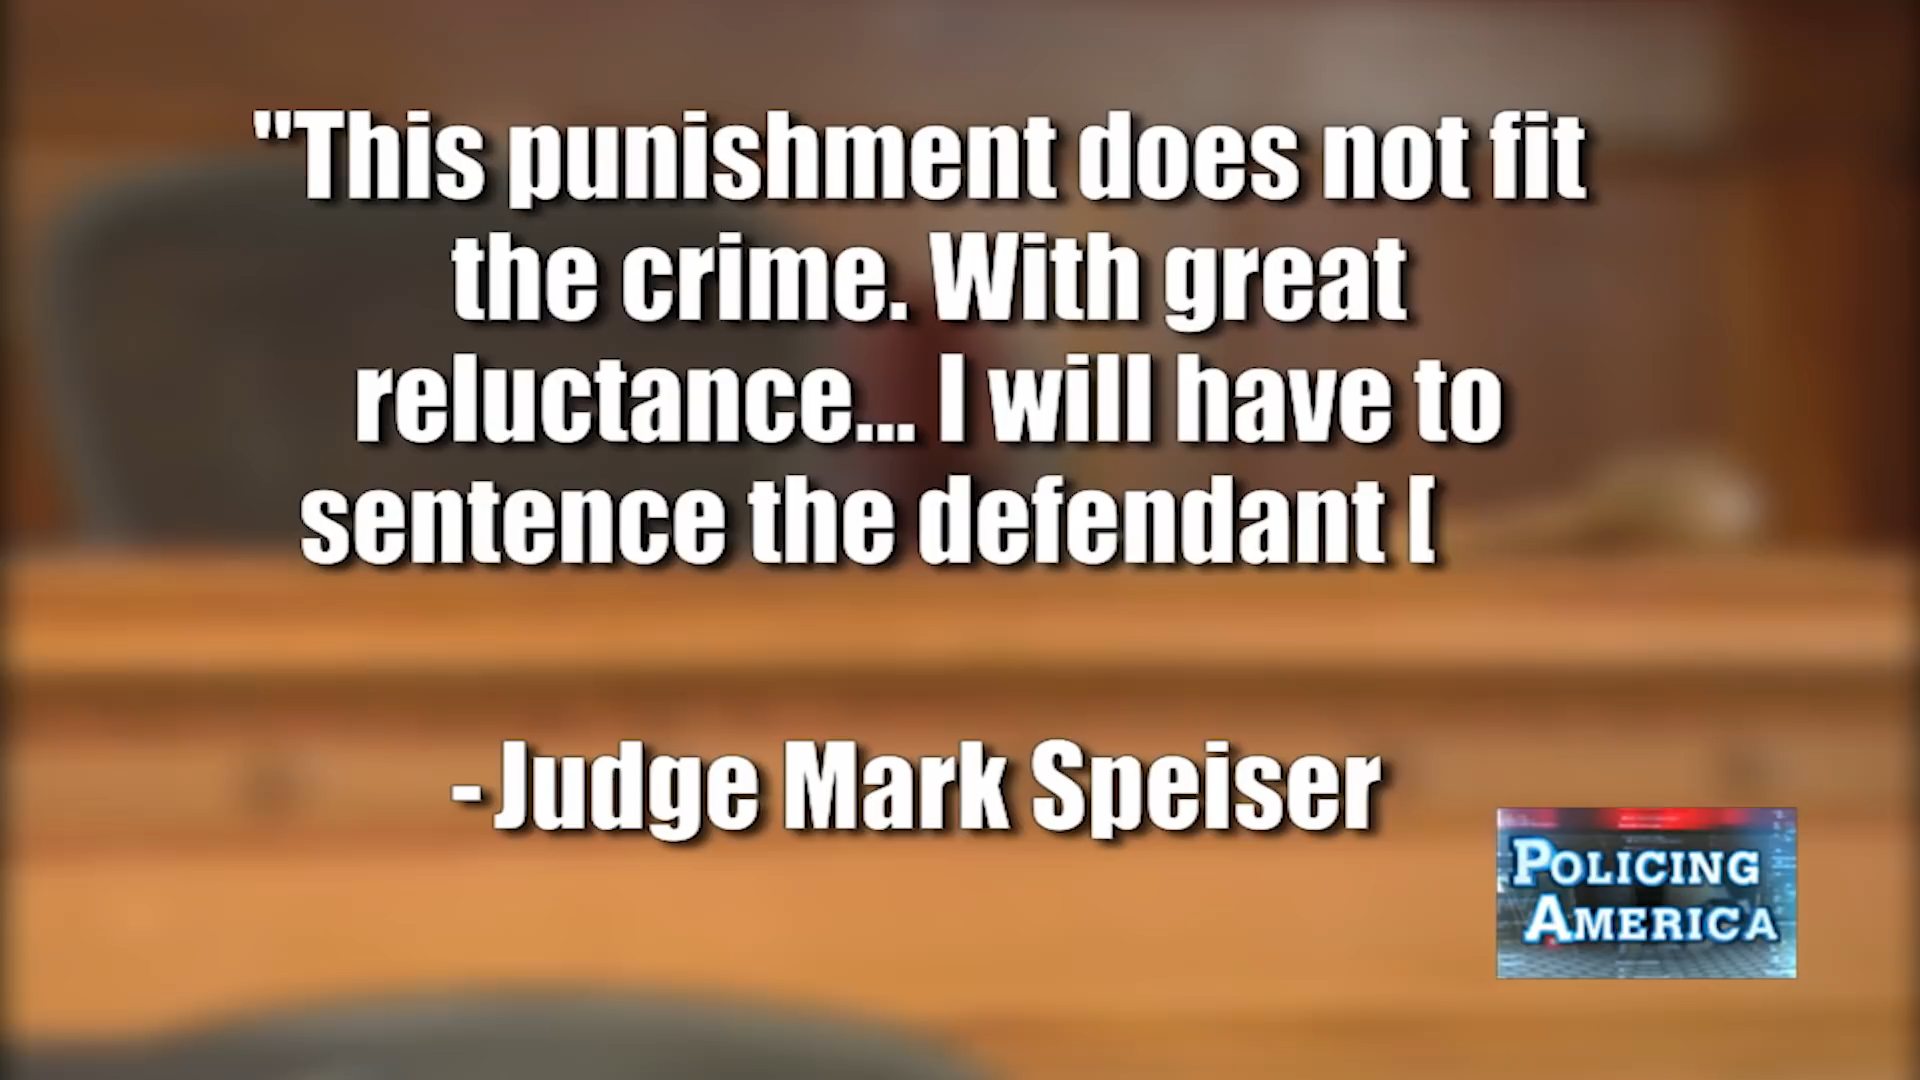 "This punishment does not fit
the crime. With great
reluctance... I will have to
sentence the defendant [
- Judge Mark Speiser
POLICING
AMERICA